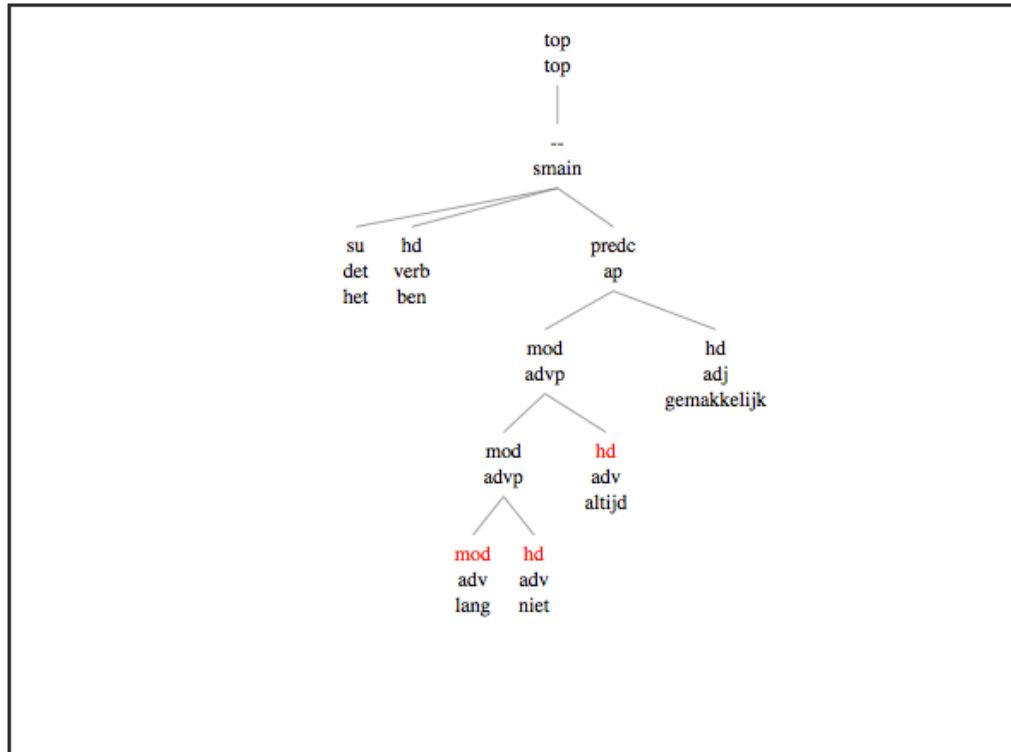 top
top
--
smain
su hd predc
det verb ap
het ben
mod hd
advp adj
gemakkelijk
mod hd
advp adv
altijd
mod hd
adv adv
lang niet